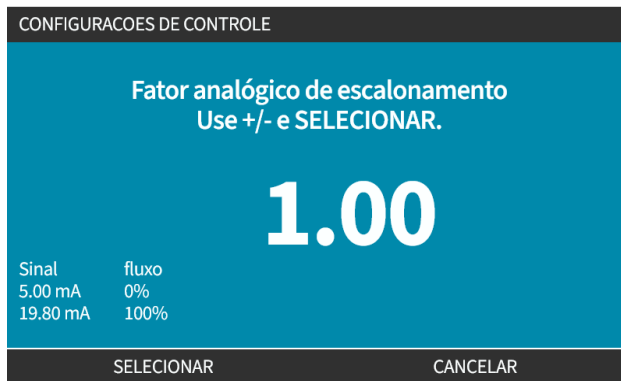 CONFIGURACOES DE CONTROLE
Fator analógico de escalonamento
Use +/- e SELECIONAR.
1.00
Sinal fluxo
5.00 mA 0%
19.80 mA 100%
SELECIONAR CANCELAR